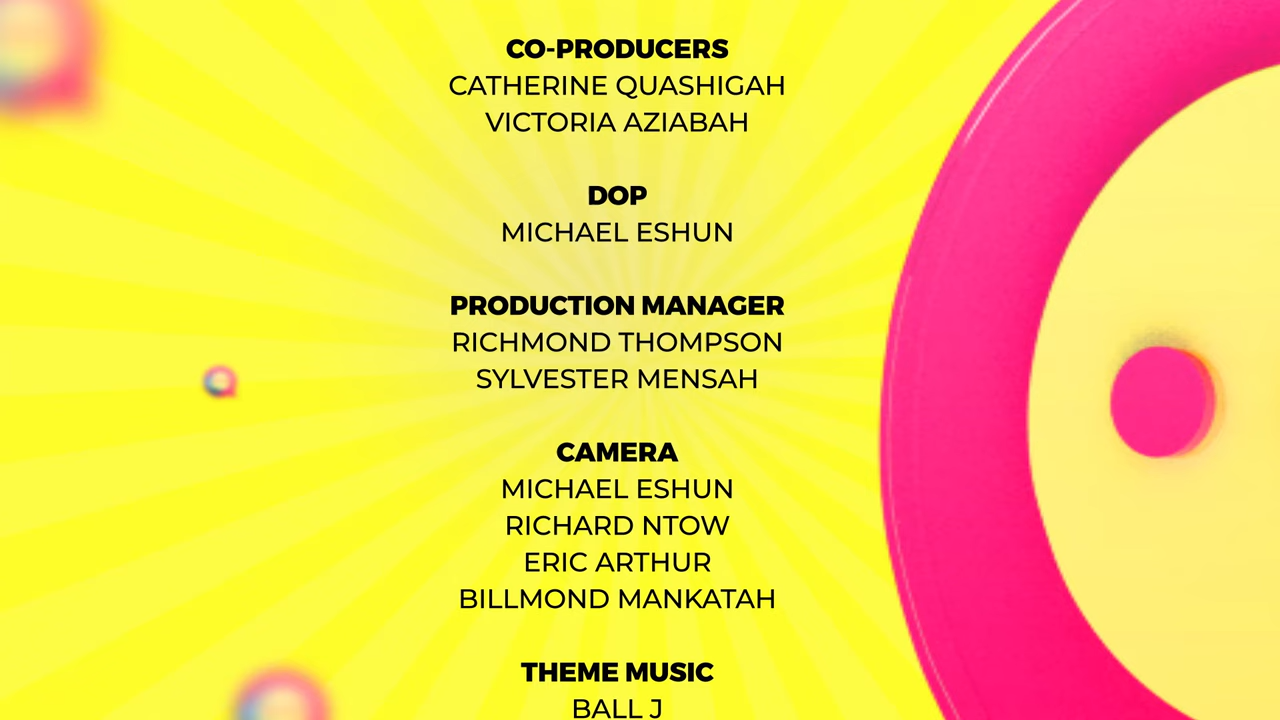 CO-PRODUCERS
CATHERINE QUASHIGAH
VICTORIA AZIABAH
DOP
MICHAEL ESHUN
PRODUCTION MANAGER
RICHMOND THOMPSON
SYLVESTER MENSAH
CAMERA
MICHAEL ESHUN
RICHARD NTOW
ERIC ARTHUR
BILLMOND MANKATAH
THEME MUSIC
BALL J